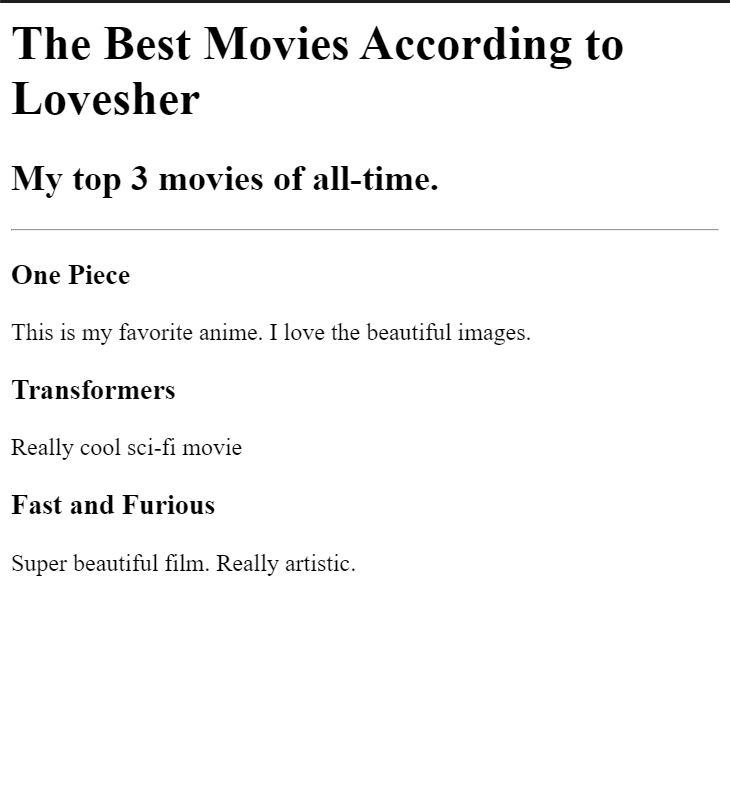 The Best Movies According to
Lovesher
My top 3 movies of all-time.
One Piece
This is my favorite anime. I love the beautiful images.
Transformers
Really cool sci-fi movie
Fast and Furious
Super beautiful film. Really artistic.